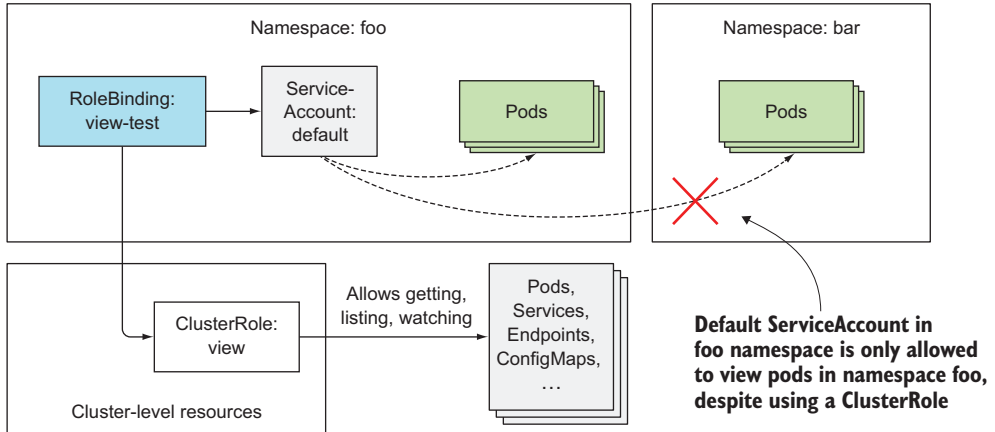 Namespace: foo
RoleBinding:
view-test
Service-
Account:
default
Pods
Namespace: bar
Pods
ClusterRole:
view
Cluster-level resources
Allows getting,
listing, watching
Pods,
Services,
Endpoints,
ConfigMaps,
…
Default ServiceAccount in
foo namespace is only allowed
to view pods in namespace foo,
despite using a ClusterRole